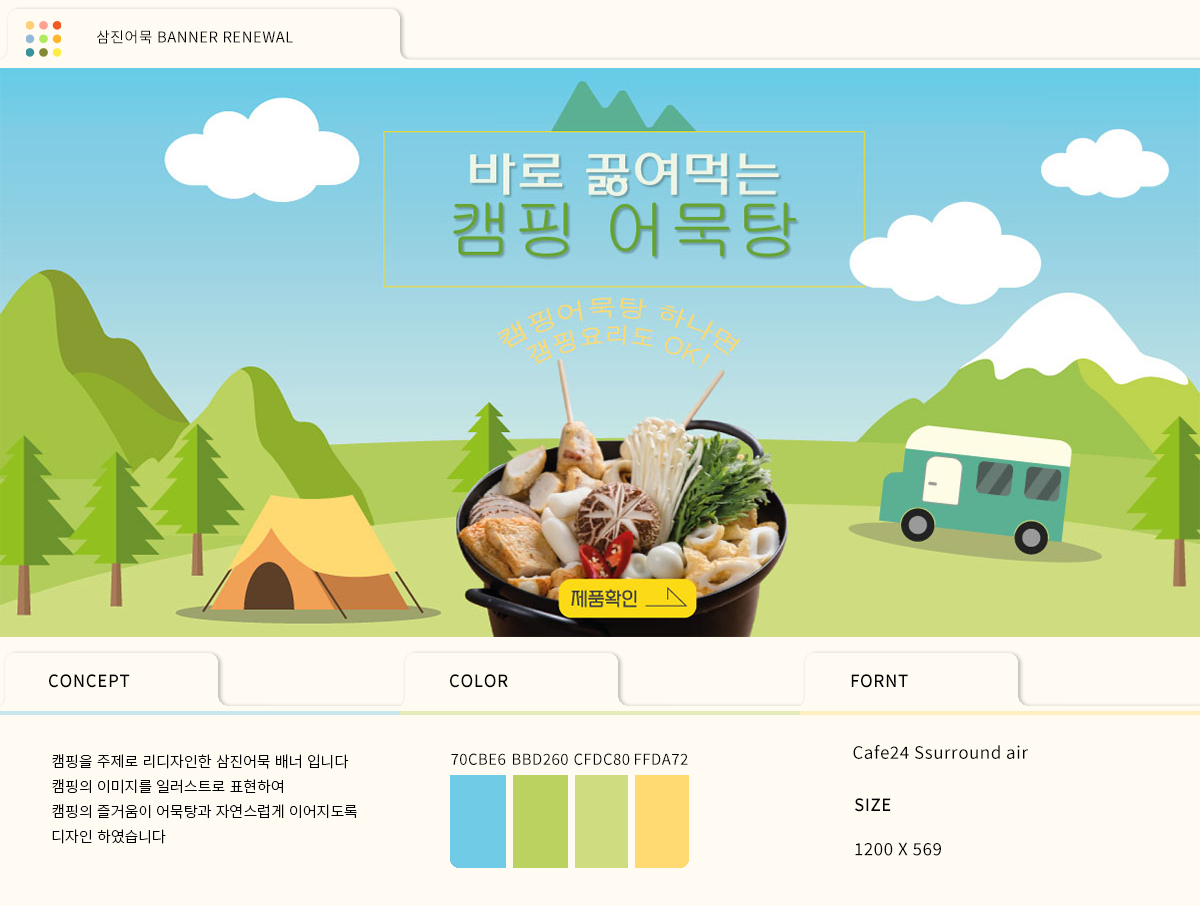 삼진어묵 BANNER RENEWAL
바로 끓여먹는
캠핑 어묵탕
캠핑어묵탕 하나면
캠핑요리도 OK!
제품확인
CONCEPT
캠핑을 주제로 리디자인한 삼진어묵 배너 입니다
캠핑의 이미지를 일러스트로 표현하여
캠핑의 즐거움이 어묵탕과 자연스럽게 이어지도록
디자인 하였습니다
COLOR
70CBE6 BBD260 CFDC80 FFDA72
FORNT
Cafe24 Ssurround air
SIZE
1200 X 569